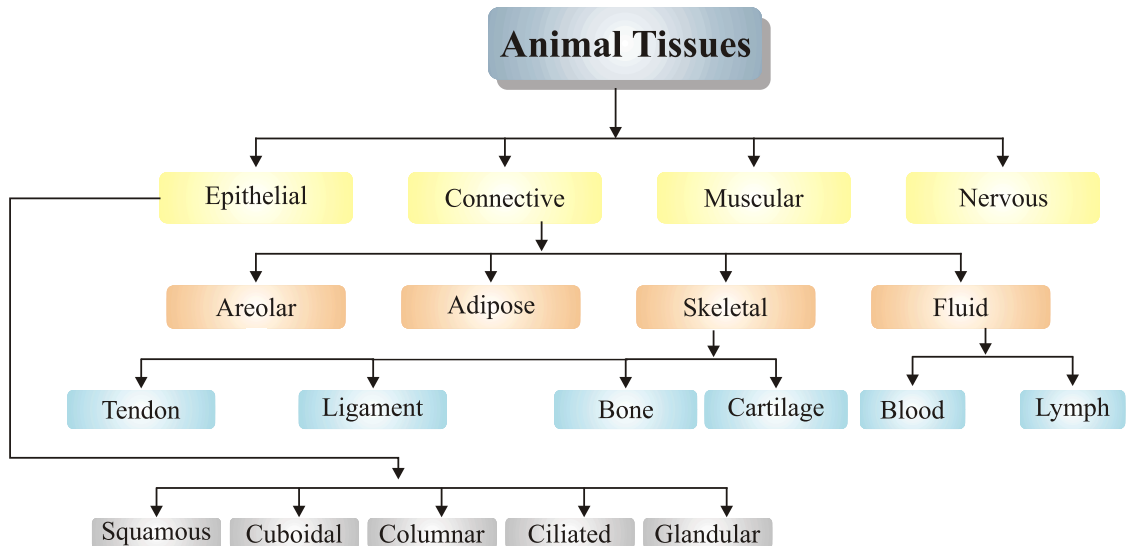 Animal Tissues
Epithelial
Connective
Muscular
Nervous
Areolar
Adipose
Skeletal
Fluid
Tendon
Ligament
Bone
Cartilage
Blood
Lymph
Squamous
Cuboidal
Columnar
Ciliated
Glandular